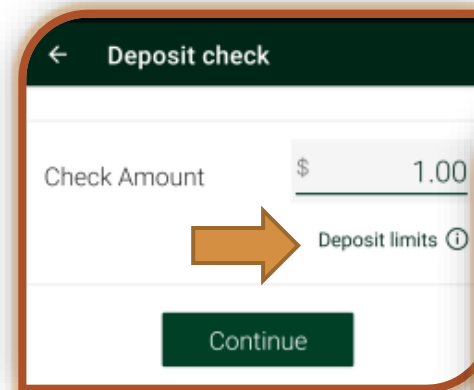 ← Deposit check
Check Amount $ 1.00
Deposit limits ⓘ
Continue